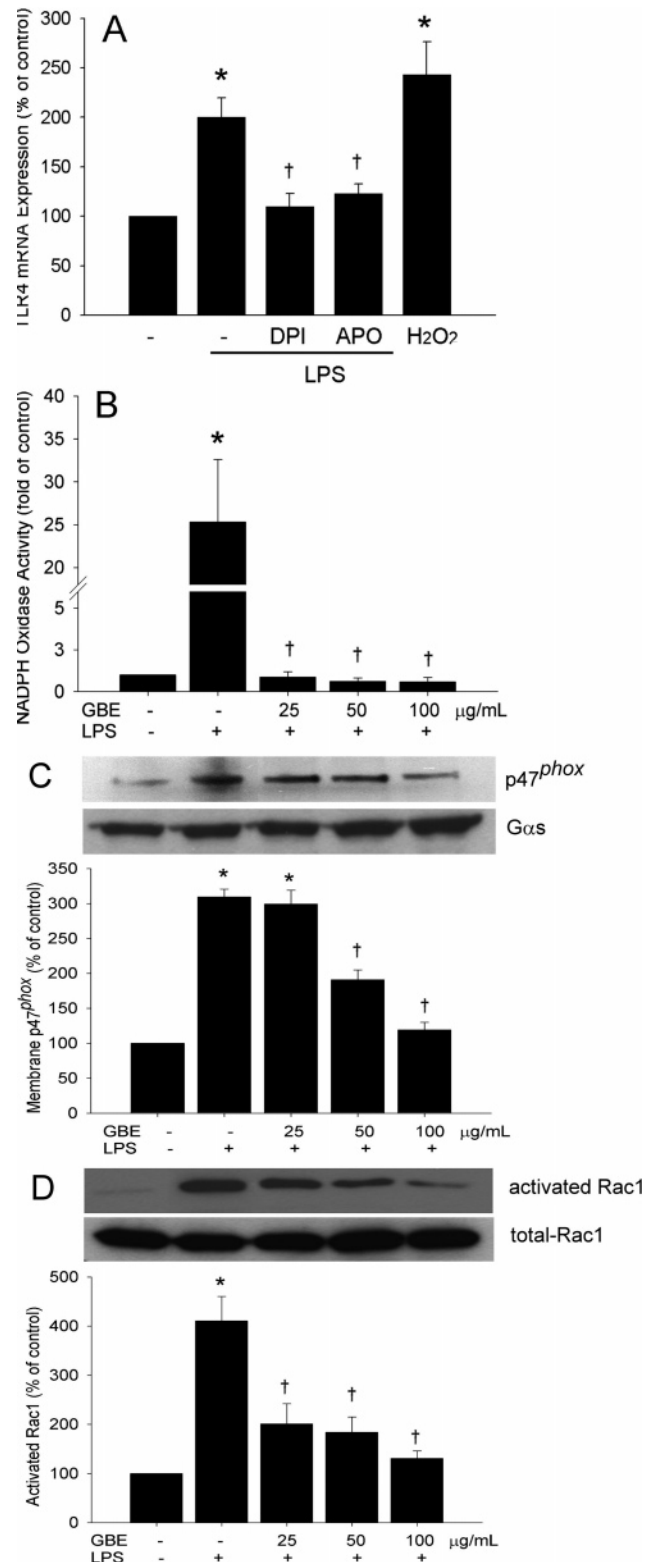 A
TLR4 mRNA Expression (% of control)
300
250
200
150
100
50
0
*
†
†
*
- - DPI APO H2O2
LPS
B
NADPH Oxidase Activity (fold of control)
40
35
30
25
20
5
3
0
*
†
†
†
GBE - - 25 50 100 µg/mL
LPS - + + + +
C
p47phox
Gαs
Membrane p47phox (% of control)
350
300
250
200
150
100
50
0
*
*
†
†
GBE - - 25 50 100 µg/mL
LPS - + + + +
D
activated Rac1
total-Rac1
Activated Rac1 (% of control)
500
400
300
200
100
0
*
†
†
†
GBE - - 25 50 100 µg/mL
LPS - + + + +